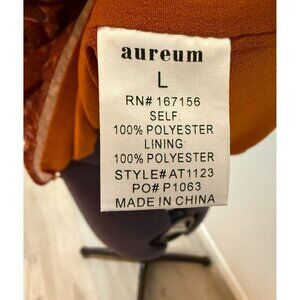 aureum
L
RN# 167156
SELF:
100% POLYESTER
LINING:
100% POLYESTER
STYLE# AT1123
PO# P1063
MADE IN CHINA